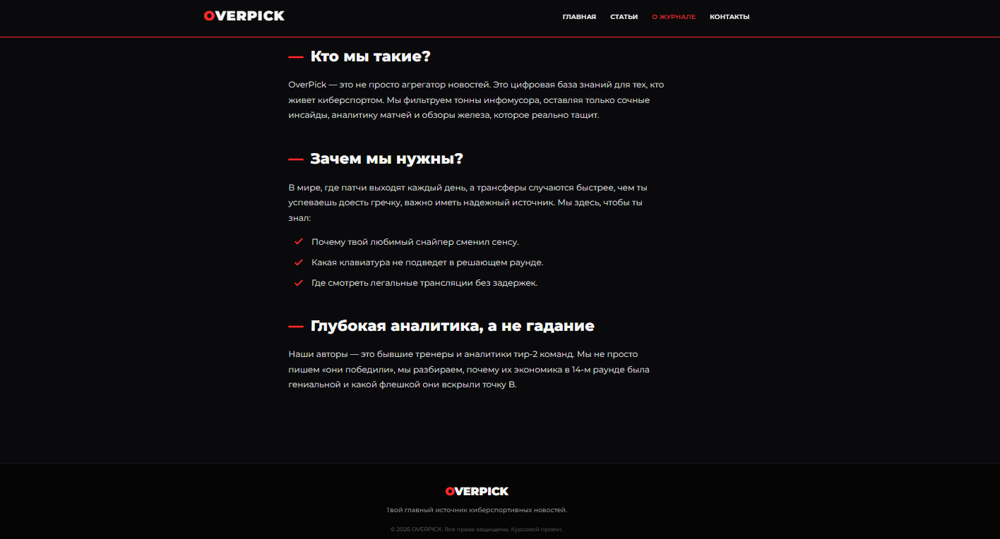 OVERPICK
ГЛАВНАЯ СТАТЬИ О ЖУРНАЛЕ КОНТАКТЫ
Кто мы такие?
OverPick — это не просто агрегатор новостей. Это цифровая база знаний для тех, кто
живет киберспортом. Мы фильтруем тонны инфомусора, оставляя только сочные
инсайды, аналитику матчей и обзоры железа, которое реально тащит.
Зачем мы нужны?
В мире, где патчи выходят каждый день, а трансферы случаются быстрее, чем ты
успеваешь доесть гречку, важно иметь надежный источник. Мы здесь, чтобы ты
знал:
Почему твой любимый снайпер сменил сенсу.
Какая клавиатура не подведет в решающем раунде.
Где смотреть легальные трансляции без задержек.
Глубокая аналитика, а не гадание
Наши авторы — это бывшие тренеры и аналитики тир-2 команд. Мы не просто
пишем «они победили», мы разбираем, почему их экономика в 14-м раунде была
гениальной и какой флешкой они вскрыли точку B.
OVERPICK
Твой главный источник киберспортивных новостей.
© 2026 OVERPICK. Все права защищены. Курсовой проект.